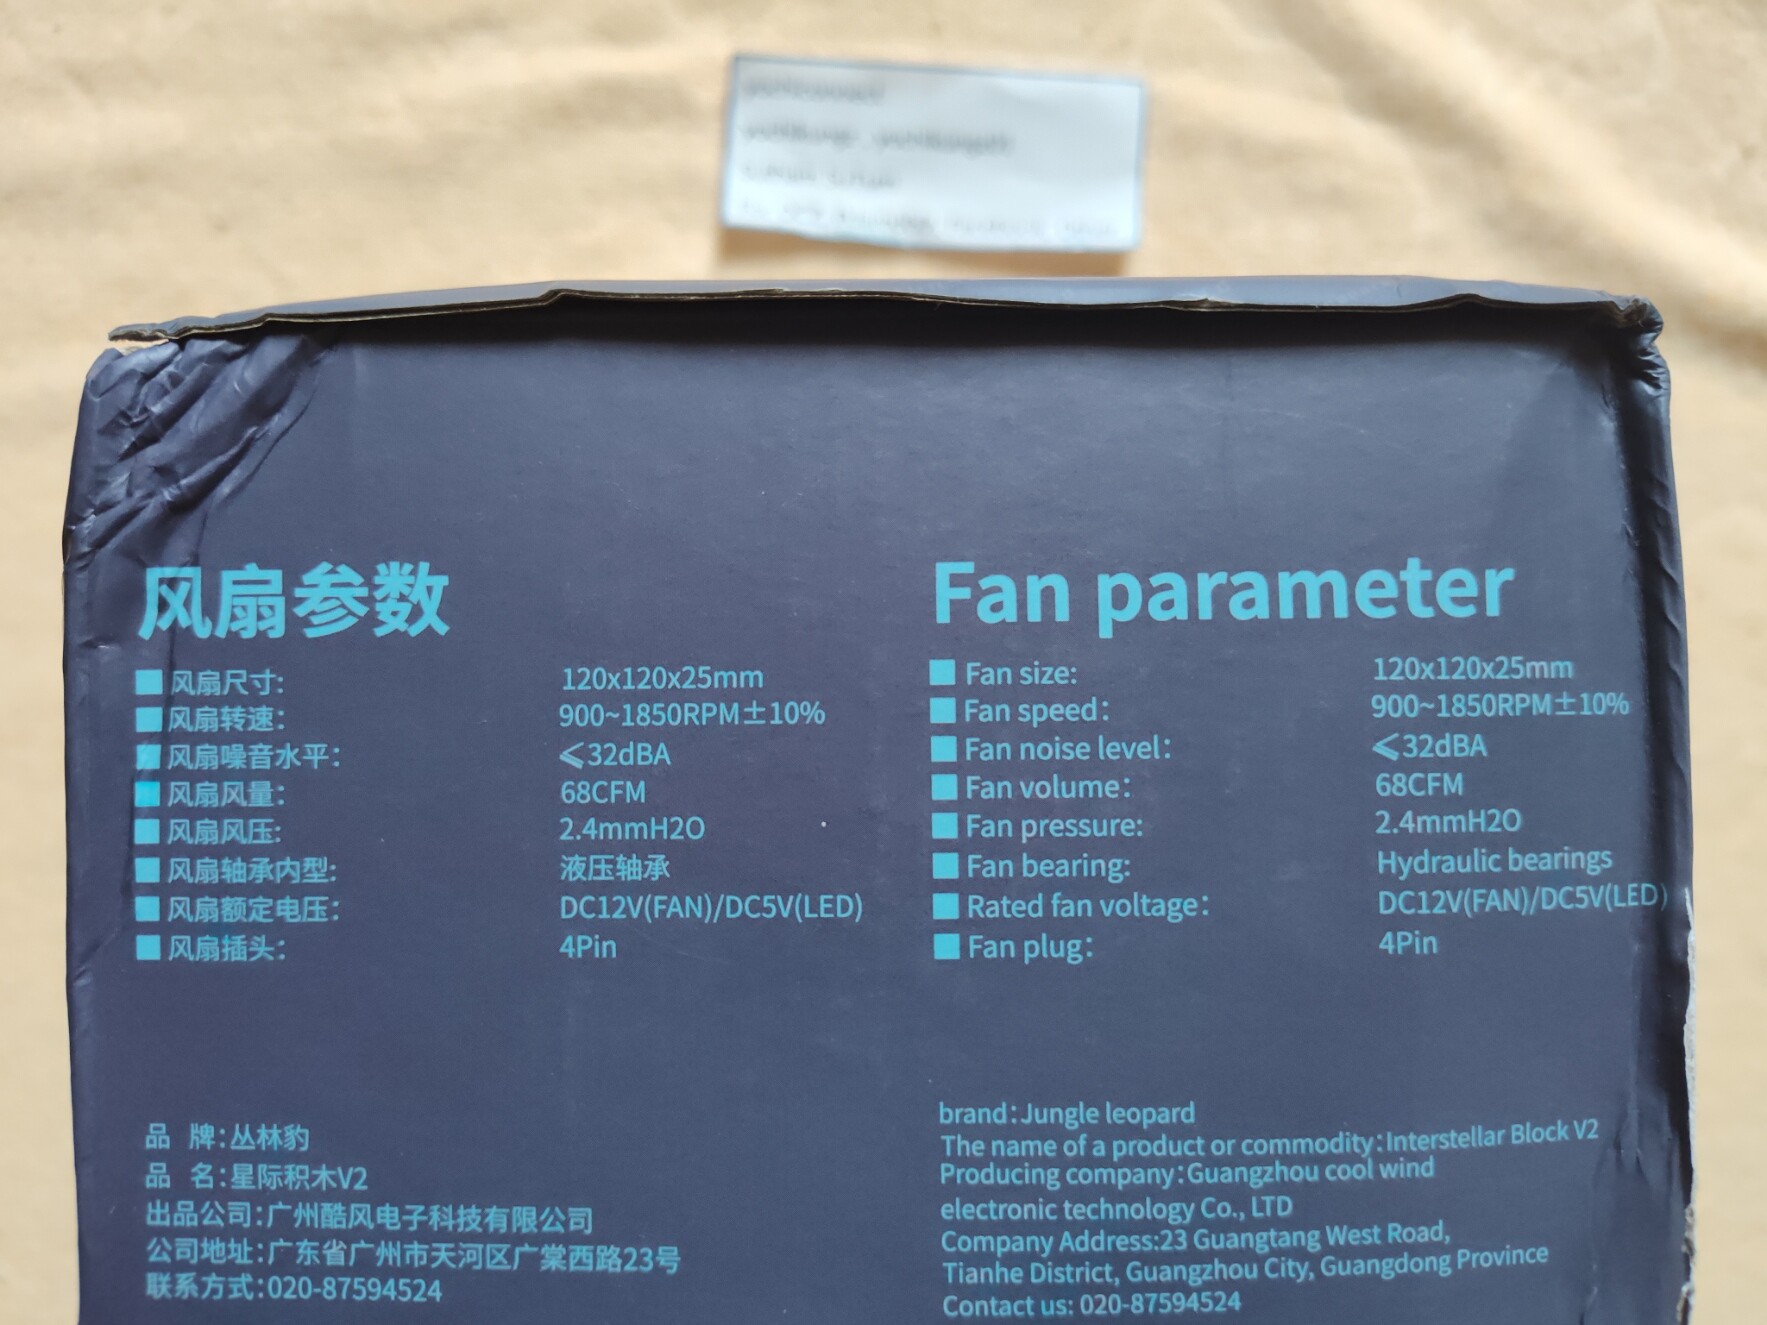 风扇参数
风扇尺寸: 120x120x25mm
风扇转速: 900~1850RPM±10%
风扇噪音水平: ⩽32dBA
风扇风量: 68CFM
风扇风压: 2.4mmH2O
风扇轴承内型: 液压轴承
风扇额定电压: DC12V(FAN)/DC5V(LED)
风扇插头: 4Pin
Fan parameter
Fan size: 120x120x25mm
Fan speed: 900~1850RPM±10%
Fan noise level: ⩽32dBA
Fan volume: 68CFM
Fan pressure: 2.4mmH2O
Fan bearing: Hydraulic bearings
Rated fan voltage: DC12V(FAN)/DC5V(LED)
Fan plug: 4Pin
品 牌:丛林豹
品 名:星际积木V2
出品公司:广州酷风电子科技有限公司
公司地址:广东省广州市天河区广棠西路23号
联系方式:020-87594524
brand:Jungle leopard
The name of a product or commodity:Interstellar Block V2
Producing company:Guangzhou cool wind
electronic technology Co., LTD
Company Address:23 Guangtang West Road,
Tianhe District, Guangzhou City, Guangdong Province
Contact us: 020-87594524